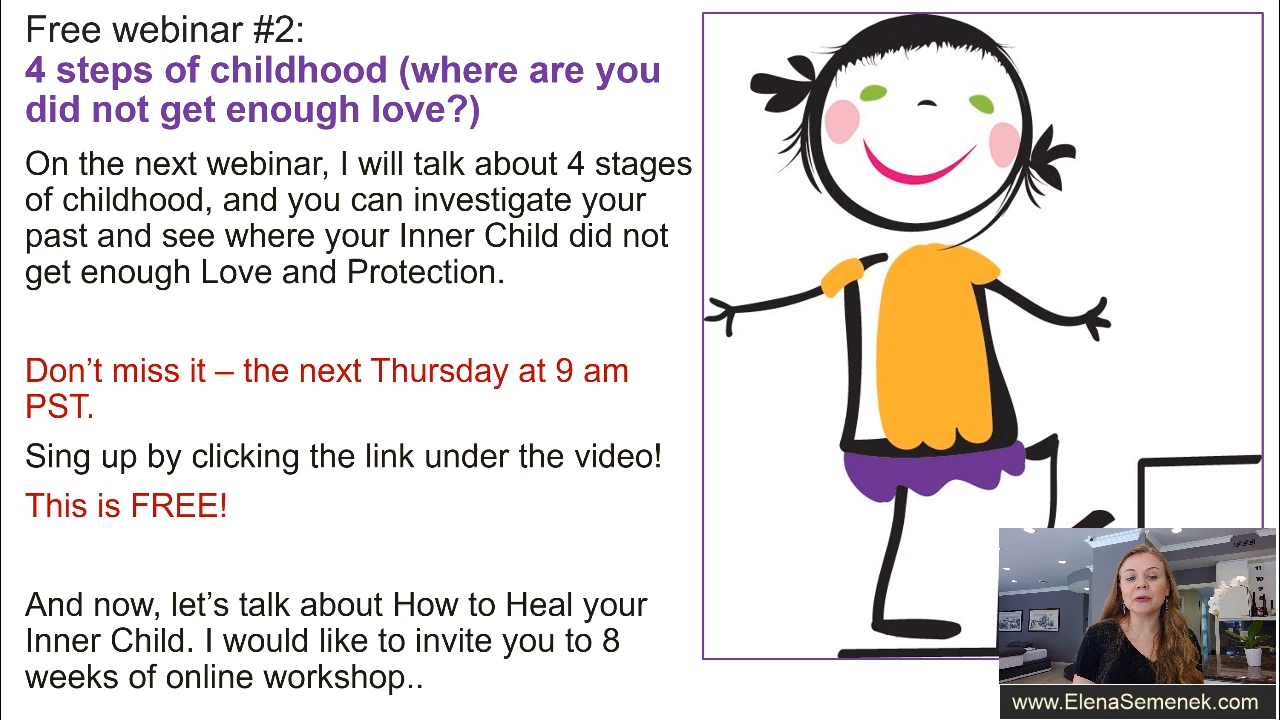 Free webinar #2:
4 steps of childhood (where are you
did not get enough love?)
On the next webinar, I will talk about 4 stages
of childhood, and you can investigate your
past and see where your Inner Child did not
get enough Love and Protection.
Don’t miss it – the next Thursday at 9 am
PST.
Sing up by clicking the link under the video!
This is FREE!
And now, let’s talk about How to Heal your
Inner Child. I would like to invite you to 8
weeks of online workshop..
www.ElenaSemenek.com